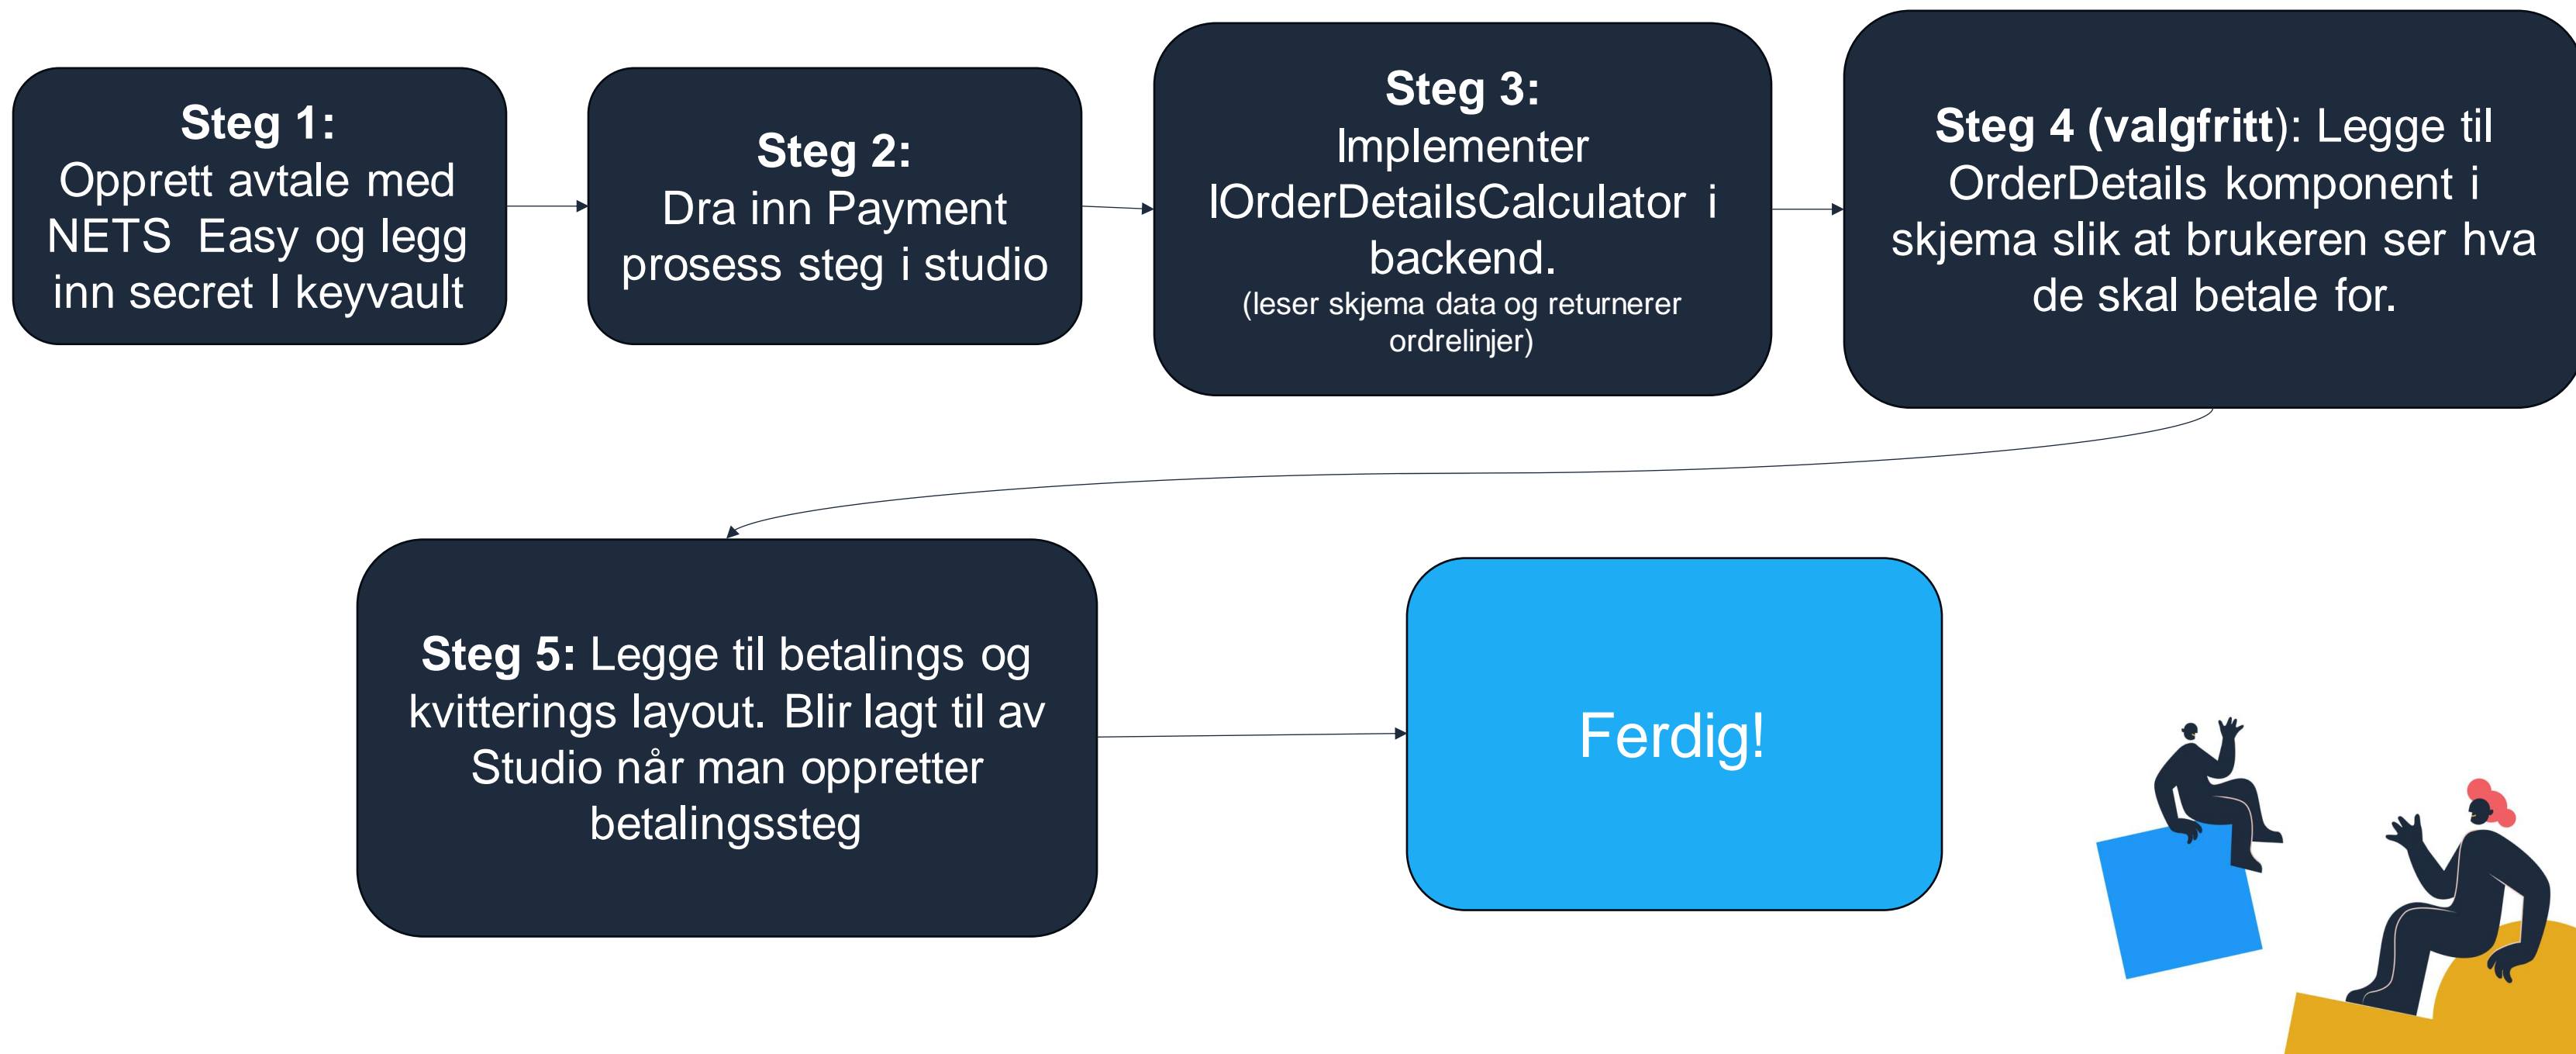 Steg 1:
Opprett avtale med
NETS Easy og legg
inn secret I keyvault
Steg 2:
Dra inn Payment
prosess steg i studio
Steg 3:
Implementer
IOrderDetailsCalculator i
backend.
(leser skjema data og returnerer
ordrelinjer)
Steg 4 (valgfritt): Legge til
OrderDetails komponent i
skjema slik at brukeren ser hva
de skal betale for.
Steg 5: Legge til betalings og
kvitterings layout. Blir lagt til av
Studio når man oppretter
betalingssteg
Ferdig!